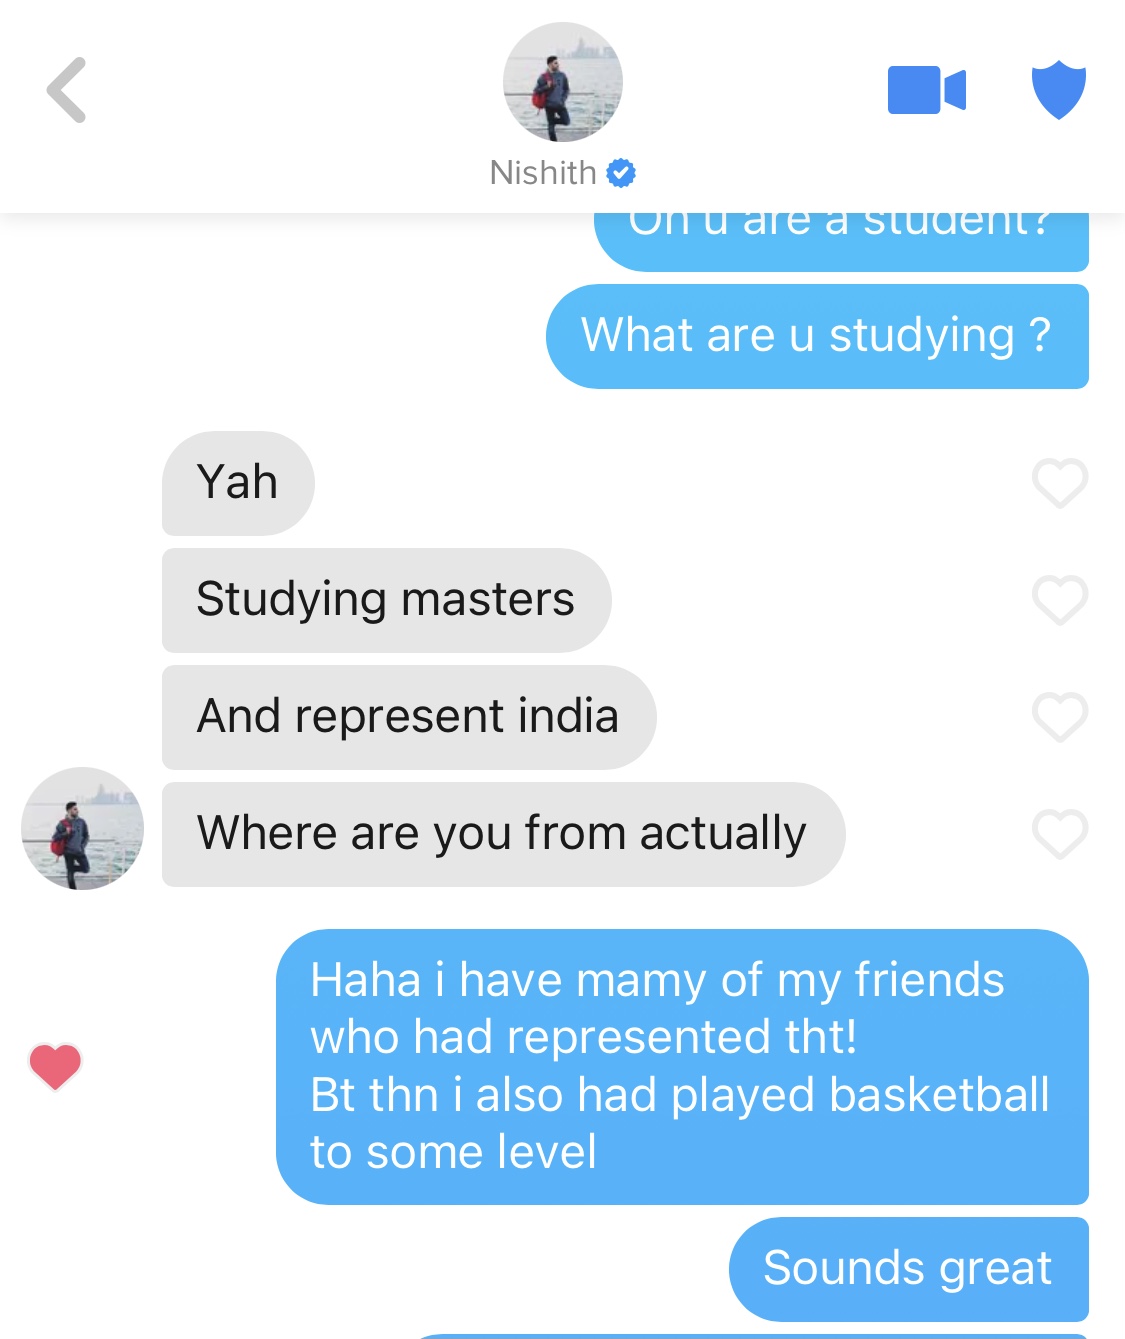 Nishith
Oh u are a student?
What are u studying ?
Yah
Studying masters
And represent india
Where are you from actually
Haha i have mamy of my friends
who had represented tht!
Bt thn i also had played basketball
to some level
Sounds great